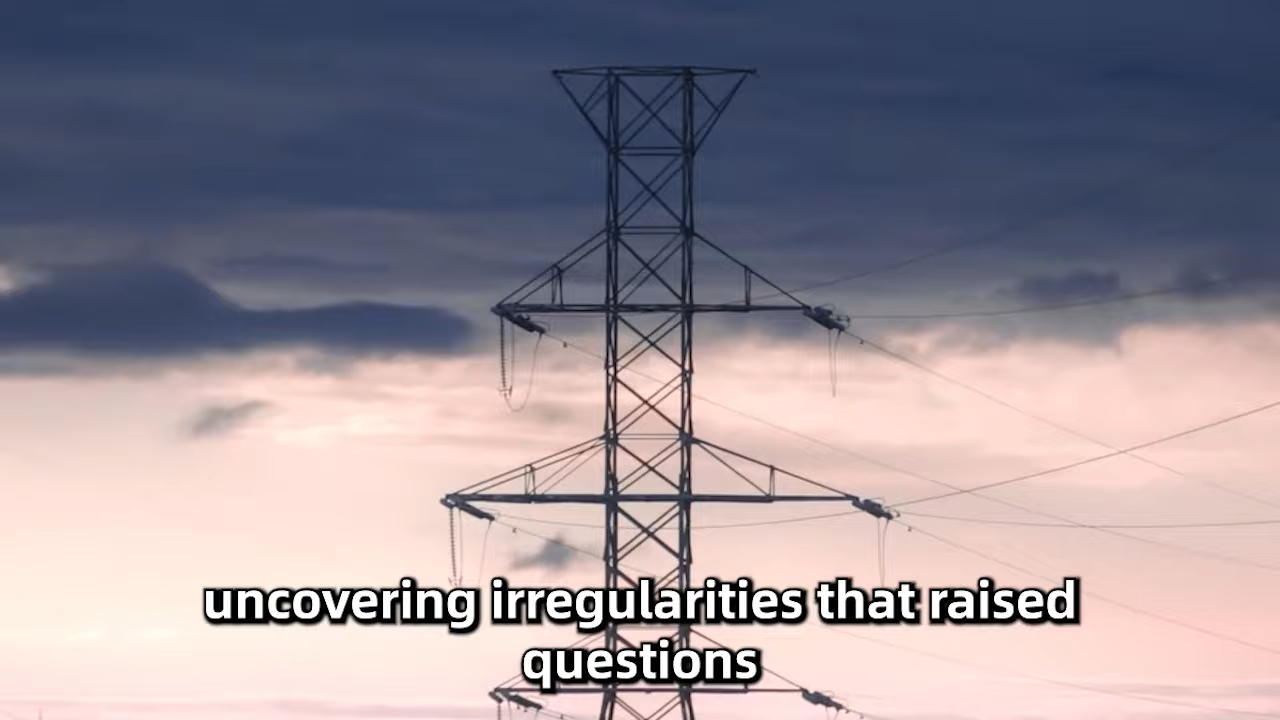 uncovering irregularities that raised
questions